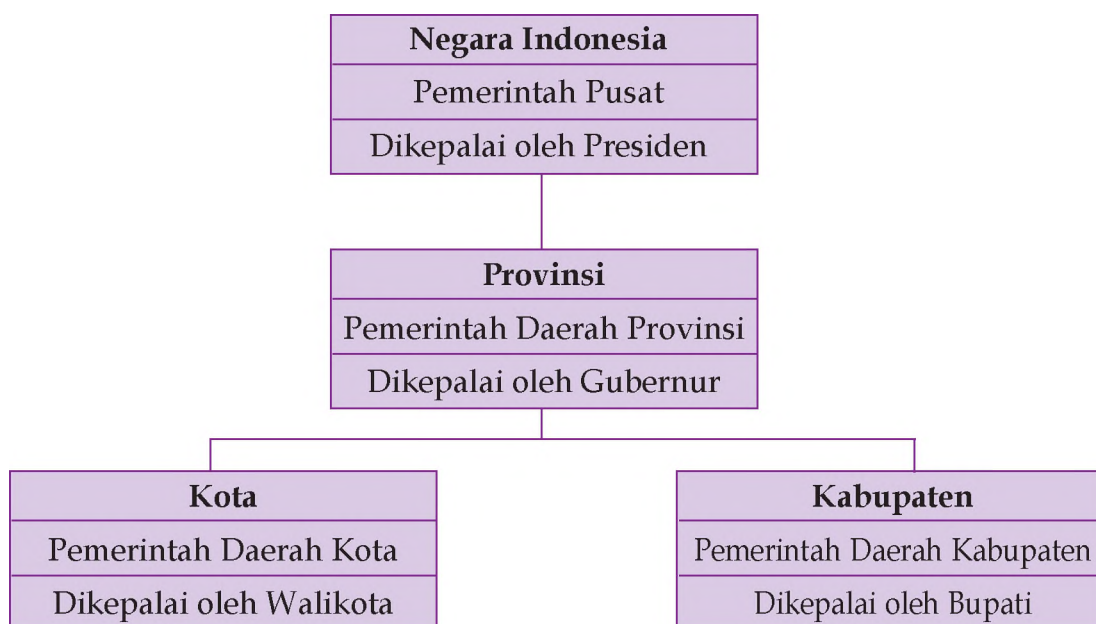 Negara Indonesia
Pemerintah Pusat
Dikepalai oleh Presiden
Provinsi
Pemerintah Daerah Provinsi
Dikepalai oleh Gubernur
Kota
Pemerintah Daerah Kota
Dikepalai oleh Walikota
Kabupaten
Pemerintah Daerah Kabupaten
Dikepalai oleh Bupati